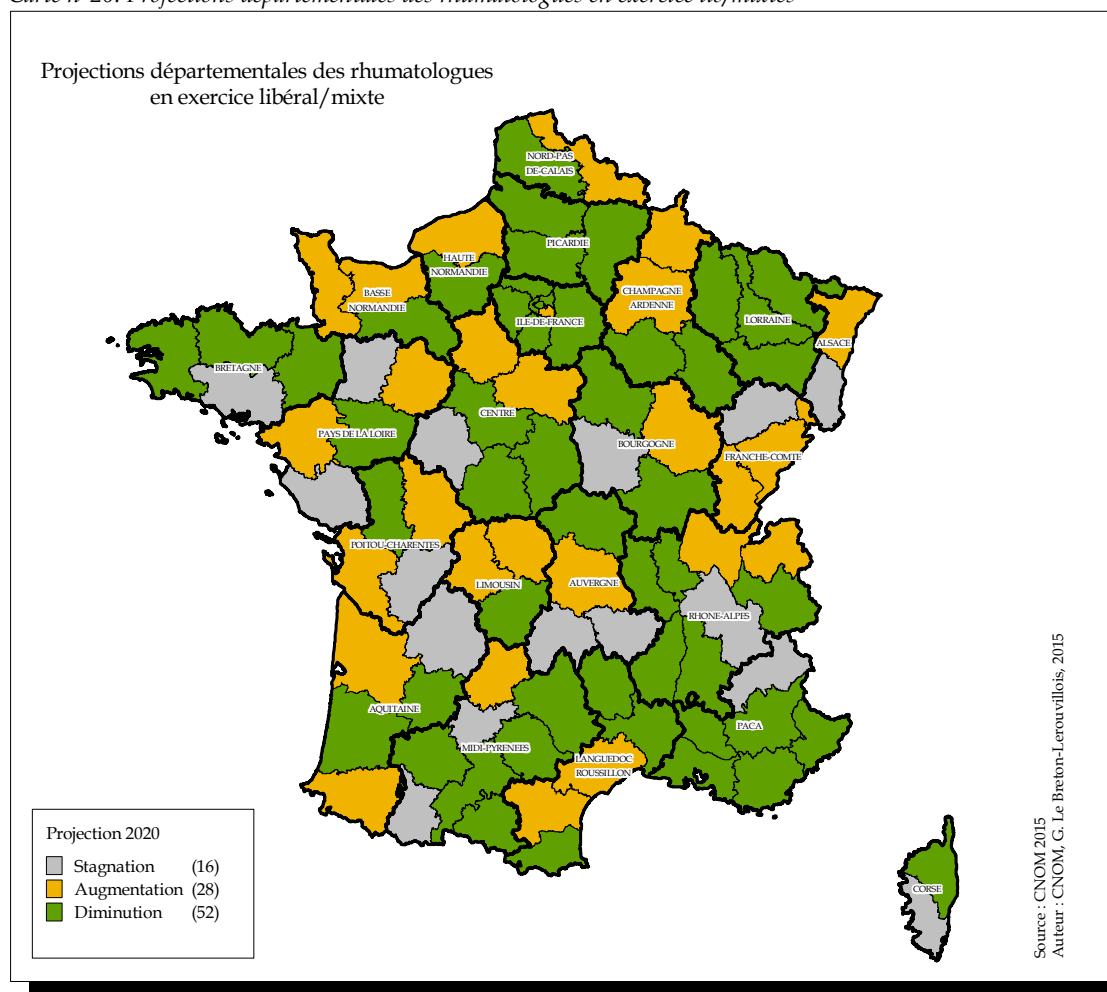 Projections départementales des rhumatologues
en exercice libéral/mixte
NORD-PAS
DE-CALAIS
PICARDIE
HAUTE
NORMANDIE
BASSE
NORMANDIE
CHAMPAGNE
ARDENNE
LORRAINE
ILE-DE-FRANCE
ALSACE
BRETAGNE
CENTRE
PAYS DE LA LOIRE
BOURGOGNE
FRANCHE-COMTE
POITOU-CHARENTES
LIMOUSIN
AUVERGNE
RHONE-ALPES
AQUITAINE
PACA
MIDI-PYRENEES
LANGUEDOC
ROUSSILLON
CORSE
Projection 2020
Stagnation (16)
Augmentation (28)
Diminution (52)
Source : CNOM 2015
Auteur : CNOM, G. Le Breton-Lerouvillois, 2015